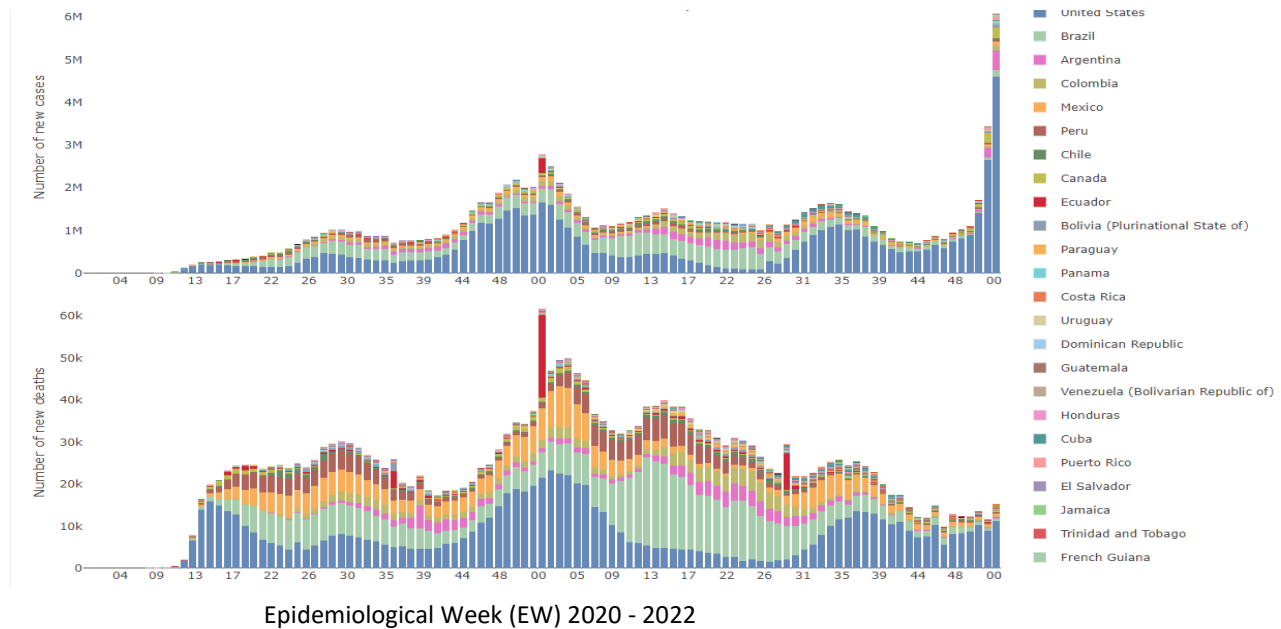 6M
5M
4M
3M
2M
1M
0
Number of new cases
04 09 13 17 22 26 30 35 39 44 48 00 05 09 13 17 22 26 30 35 39 44 48 00
60k
50k
40k
30k
20k
10k
0
Number of new deaths
04 09 13 17 22 26 30 35 39 44 48 00 05 09 13 17 22 26 30 35 39 44 48 00
Epidemiological Week (EW) 2020 - 2022
United States
Brazil
Argentina
Colombia
Mexico
Peru
Chile
Canada
Ecuador
Bolivia (Plurinational State of)
Paraguay
Panama
Costa Rica
Uruguay
Dominican Republic
Guatemala
Venezuela (Bolivarian Republic of)
Honduras
Cuba
Puerto Rico
El Salvador
Jamaica
Trinidad and Tobago
French Guiana